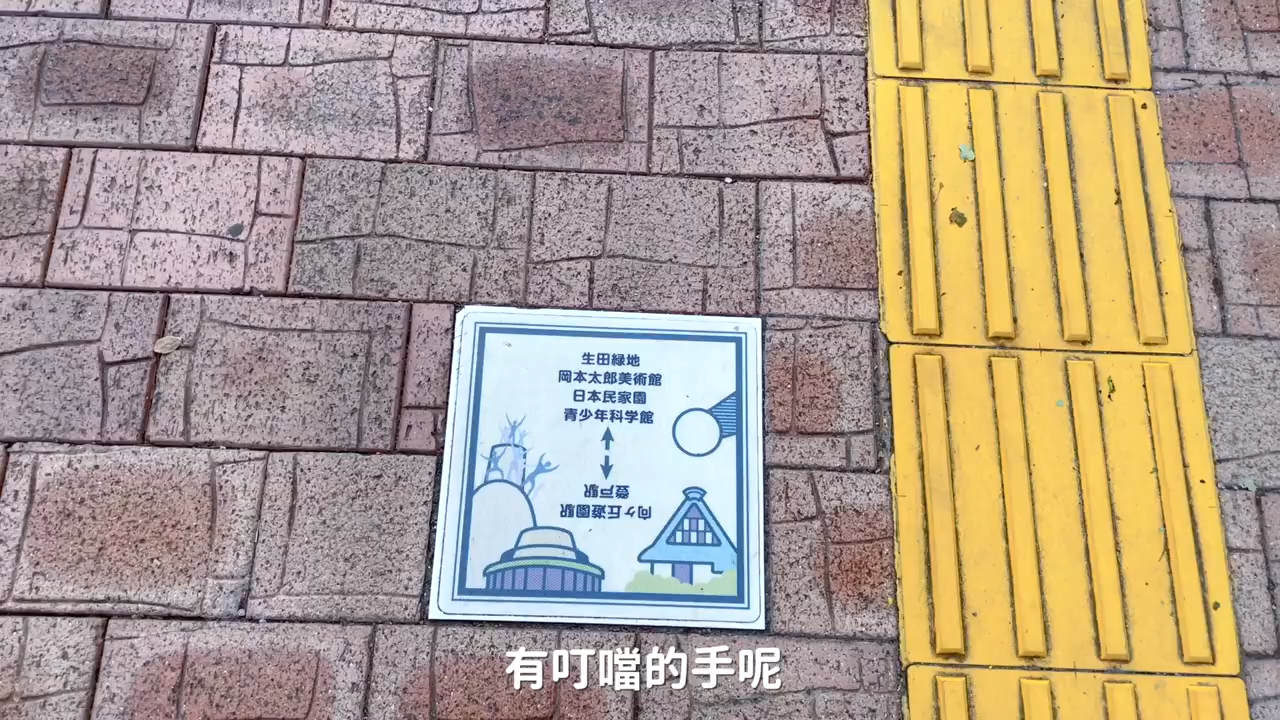 生田緑地
岡本太郎美術館
日本民家園
青少年科学館
登戸駅
向ヶ丘遊園駅
有叮噹的手呢